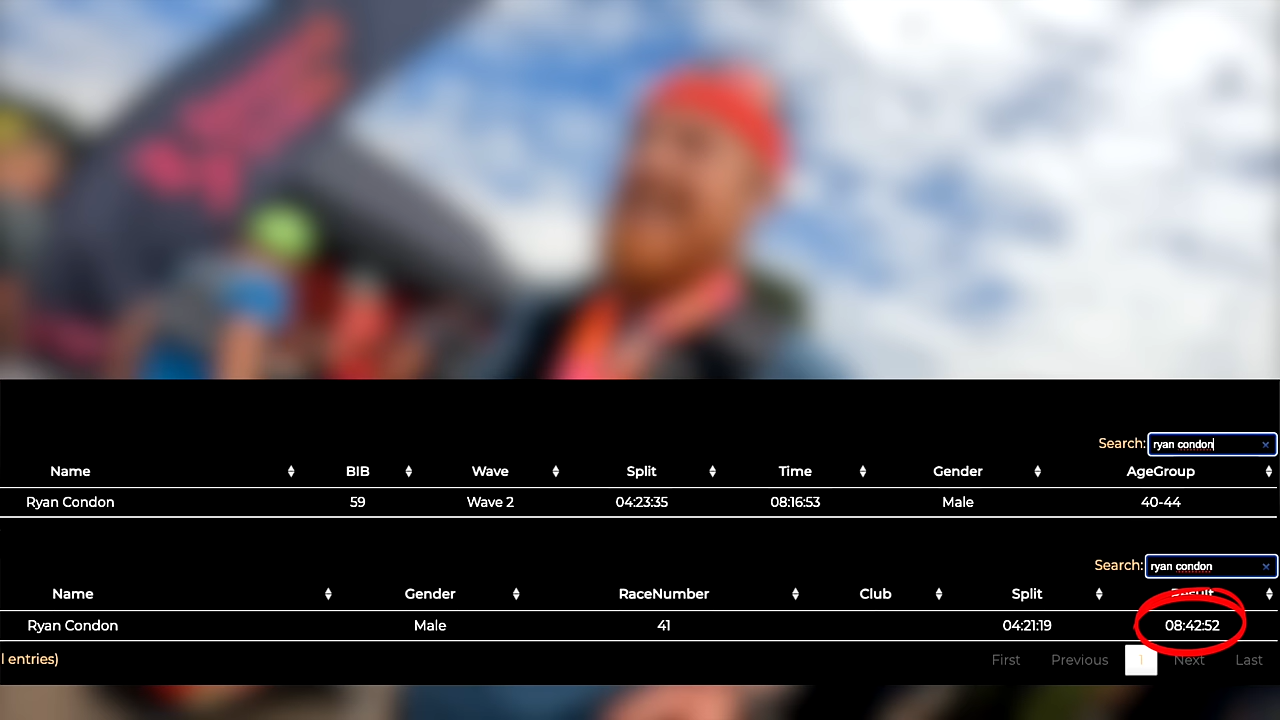 Search: ryan condon ×
Name BIB Wave Split Time Gender AgeGroup
Ryan Condon 59 Wave 2 04:23:35 08:16:53 Male 40-44
Search: ryan condon ×
Name Gender RaceNumber Club Split Result
Ryan Condon Male 41 04:21:19 08:42:52
l entries) First Previous 1 Next Last